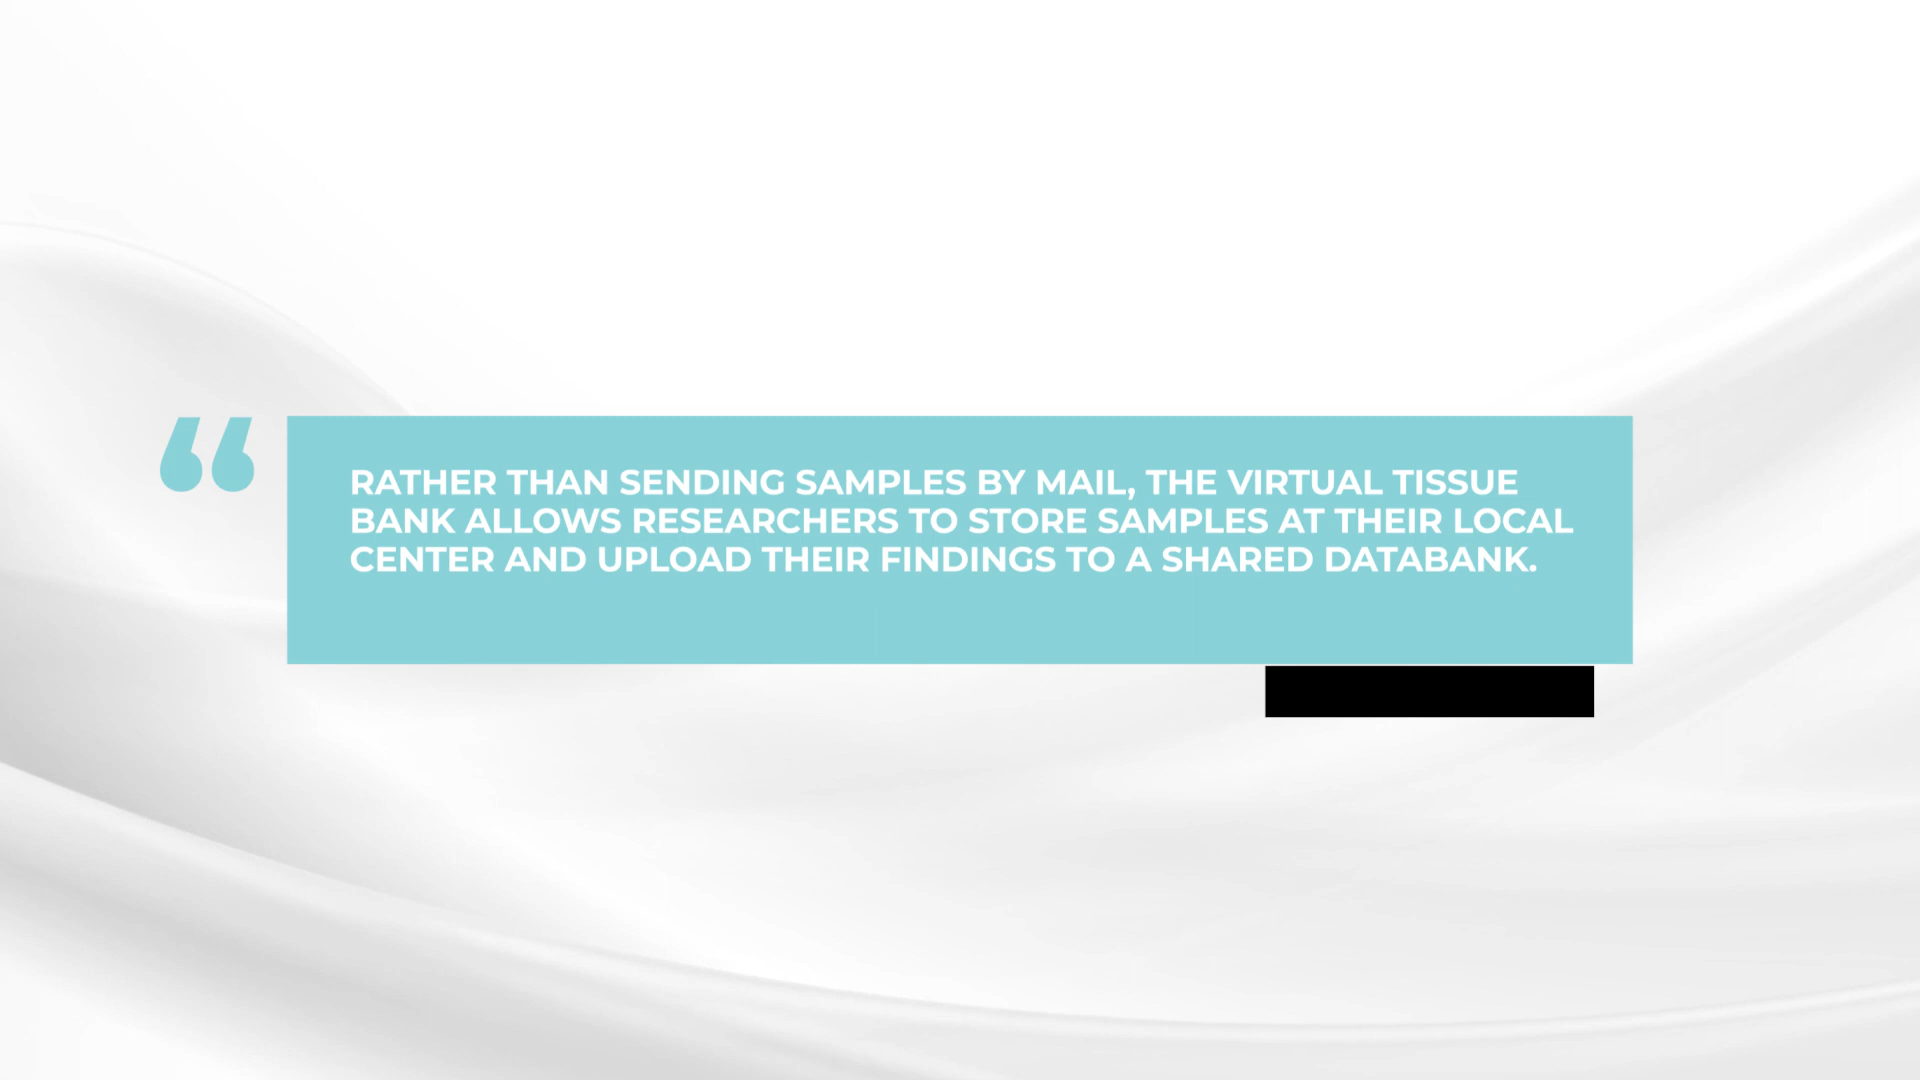 “
RATHER THAN SENDING SAMPLES BY MAIL, THE VIRTUAL TISSUE
BANK ALLOWS RESEARCHERS TO STORE SAMPLES AT THEIR LOCAL
CENTER AND UPLOAD THEIR FINDINGS TO A SHARED DATABANK.